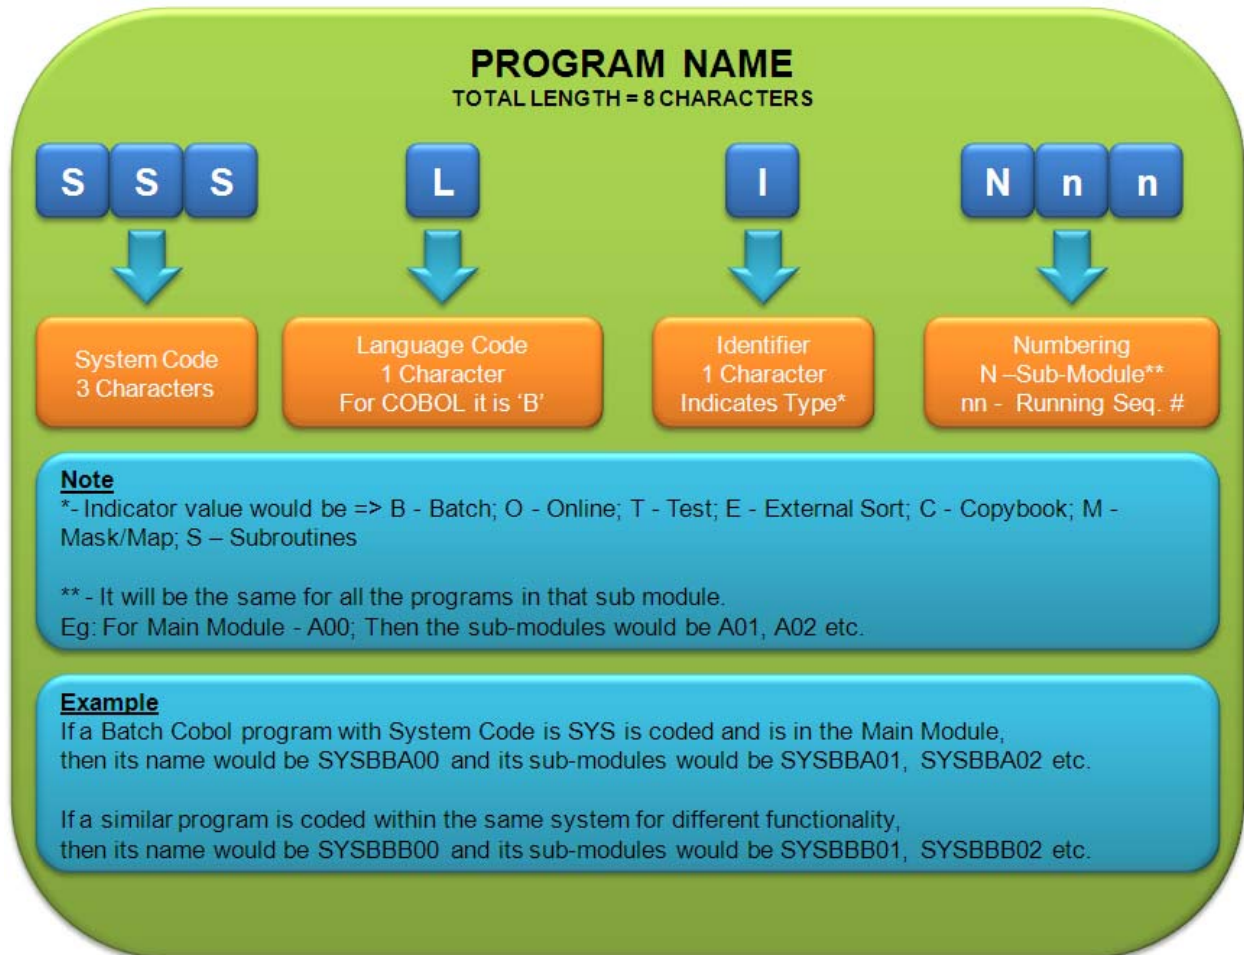 PROGRAM NAME
TOTAL LENGTH = 8 CHARACTERS
S S S L I N n n
System Code
3 Characters
Language Code
1 Character
For COBOL it is ‘B’
Identifier
1 Character
Indicates Type*
Numbering
N –Sub-Module**
nn - Running Seq. #
Note
*- Indicator value would be => B - Batch; O - Online; T - Test; E - External Sort; C - Copybook; M -
Mask/Map; S – Subroutines
** - It will be the same for all the programs in that sub module.
Eg: For Main Module - A00; Then the sub-modules would be A01, A02 etc.
Example
If a Batch Cobol program with System Code is SYS is coded and is in the Main Module,
then its name would be SYSBBA00 and its sub-modules would be SYSBBA01, SYSBBA02 etc.
If a similar program is coded within the same system for different functionality,
then its name would be SYSBBB00 and its sub-modules would be SYSBBB01, SYSBBB02 etc.